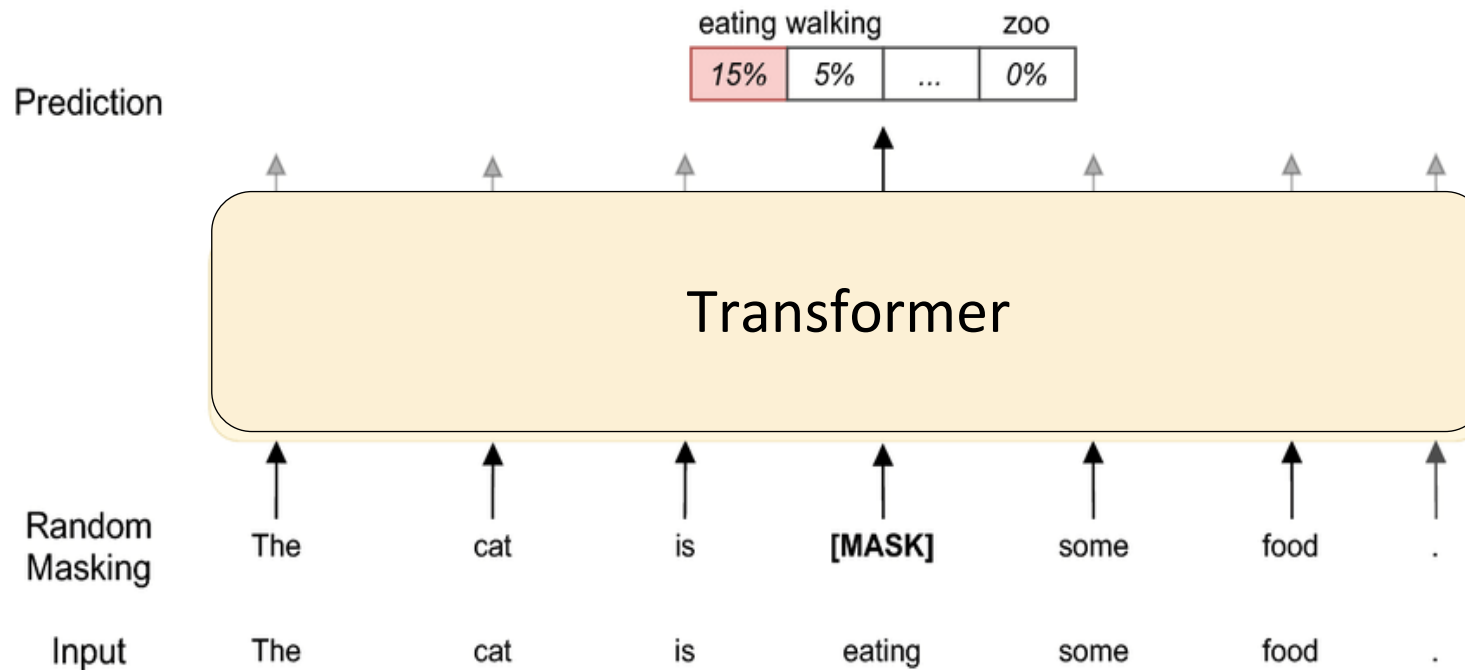 eating walking zoo
15% 5% ... 0%
Prediction
Transformer
Random
Masking
The cat is [MASK] some food .
Input The cat is eating some food .